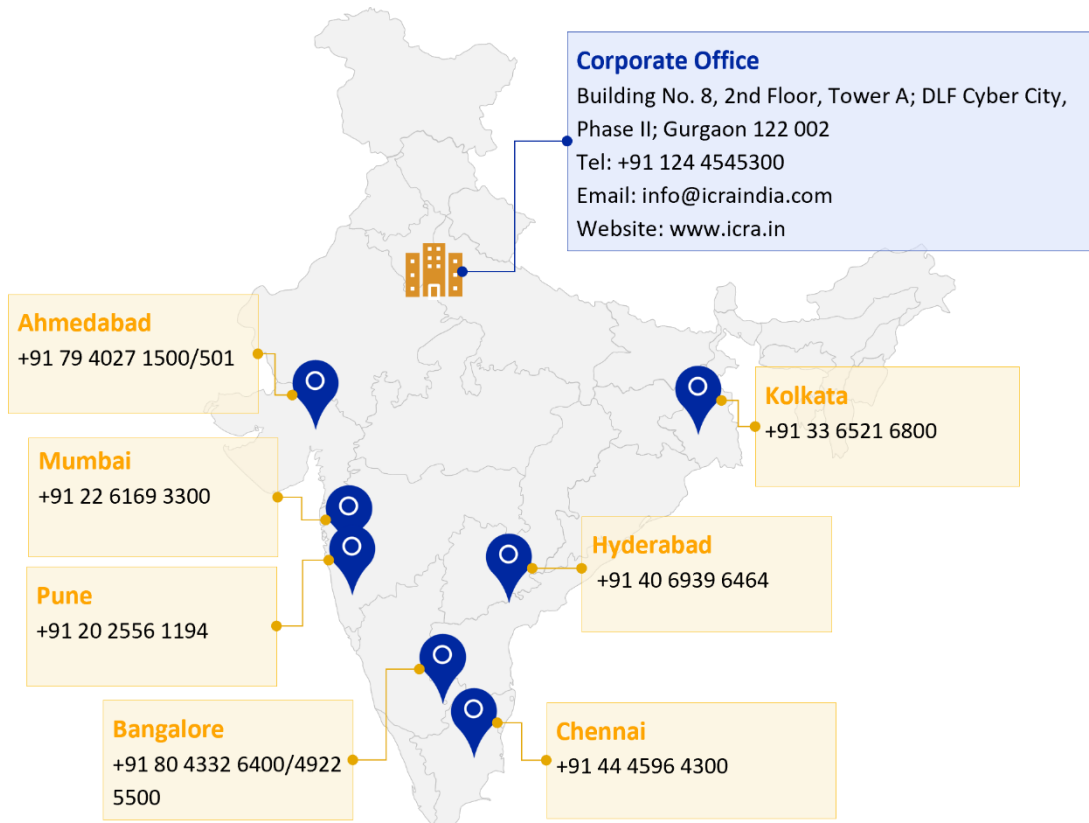 Corporate Office
Building No. 8, 2nd Floor, Tower A; DLF Cyber City,
Phase II; Gurgaon 122 002
Tel: +91 124 4545300
Email: info@icraindia.com
Website: www.icra.in
Ahmedabad
+91 79 4027 1500/501
Kolkata
+91 33 6521 6800
Mumbai
+91 22 6169 3300
Hyderabad
+91 40 6939 6464
Pune
+91 20 2556 1194
Bangalore
+91 80 4332 6400/4922
5500
Chennai
+91 44 4596 4300